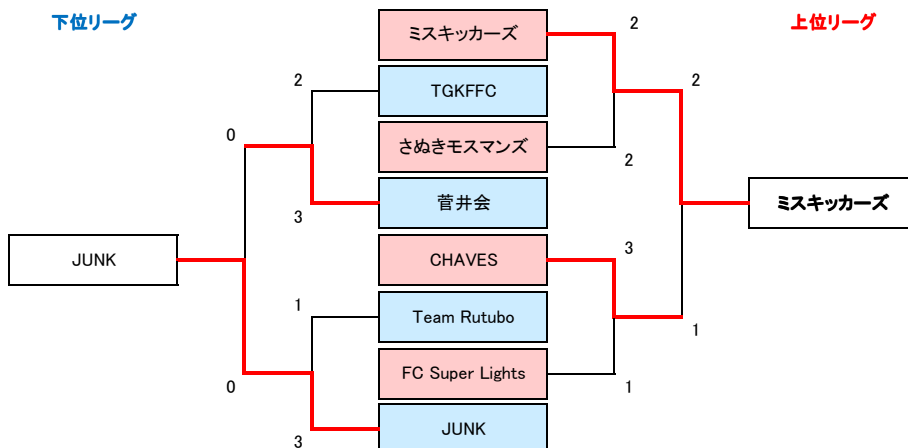 下位リーグ
上位リーグ
ミスキッカーズ
2
2
TGKFFC
2
0
さぬきモスマンズ
2
3
菅井会
ミスキッカーズ
JUNK
CHAVES
3
1
Team Rutubo
1
0
FC Super Lights
1
3
JUNK